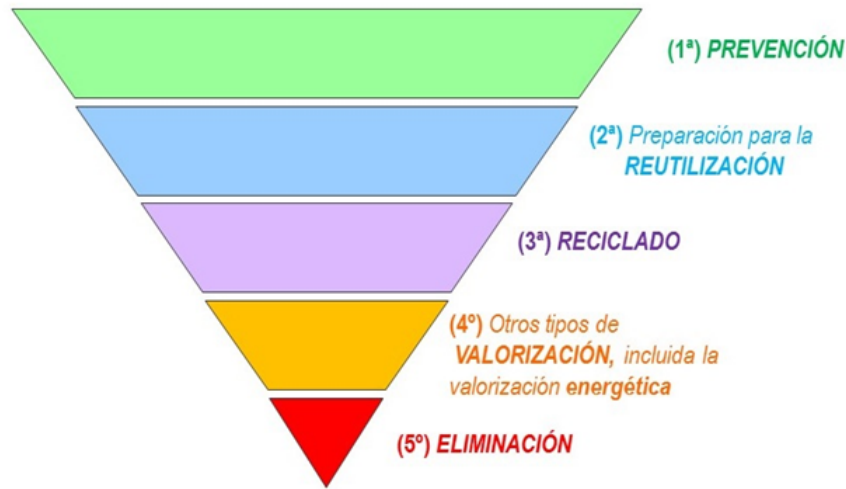 (1ª) PREVENCIÓN
(2ª) Preparación para la
REUTILIZACIÓN
(3ª) RECICLADO
(4º) Otros tipos de
VALORIZACIÓN, incluida la
valorización energética
(5º) ELIMINACIÓN